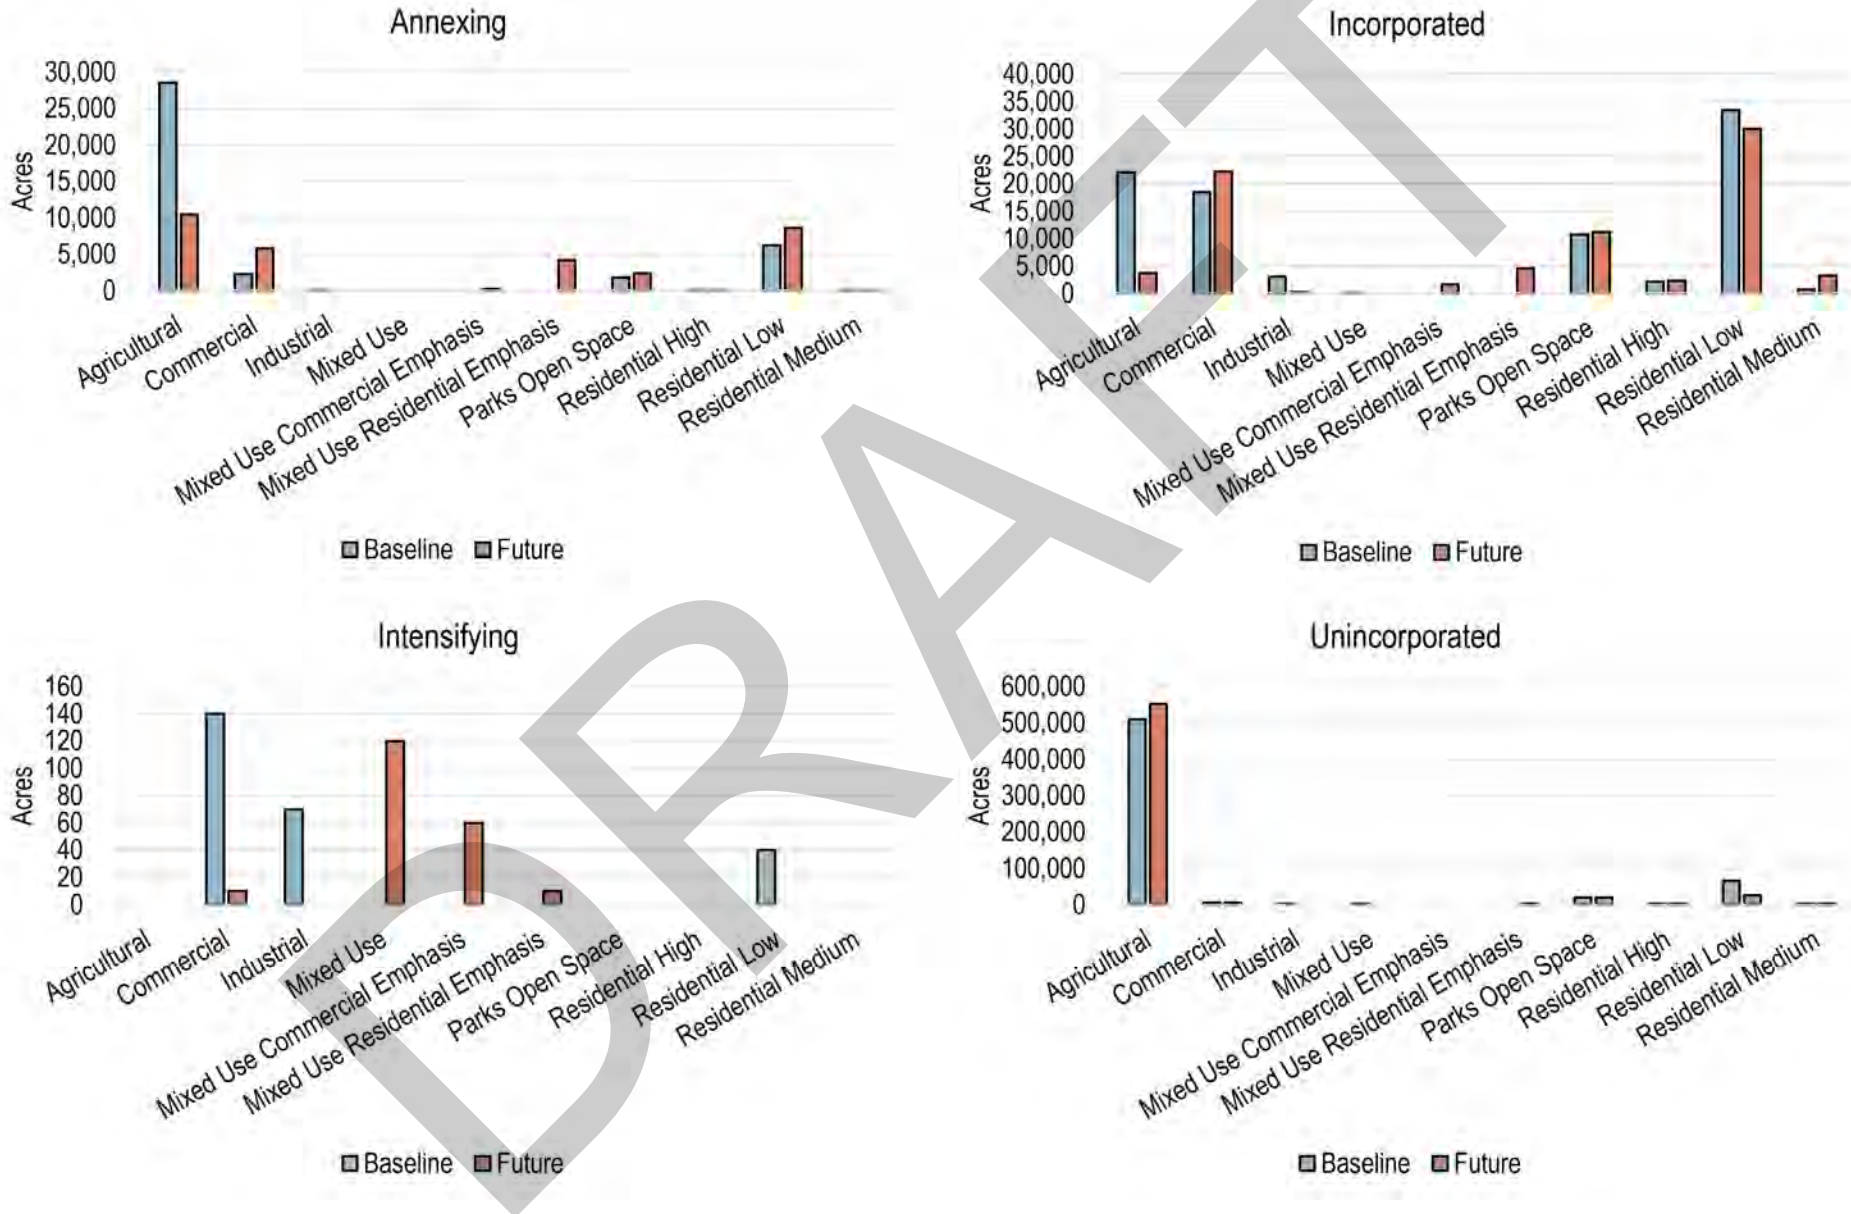 Annexing
30,000
25,000
20,000
15,000
10,000
5,000
0
Acres
Agricultural
Commercial
Industrial
Mixed Use
Mixed Use Commercial Emphasis
Mixed Use Residential Emphasis
Parks Open Space
Residential High
Residential Low
Residential Medium
Baseline Future
Incorporated
40,000
35,000
30,000
25,000
20,000
15,000
10,000
5,000
0
Acres
Agricultural
Commercial
Industrial
Mixed Use
Mixed Use Commercial Emphasis
Mixed Use Residential Emphasis
Parks Open Space
Residential High
Residential Low
Residential Medium
Baseline Future
Intensifying
160
140
120
100
80
60
40
20
0
Acres
Agricultural
Commercial
Industrial
Mixed Use
Mixed Use Commercial Emphasis
Mixed Use Residential Emphasis
Parks Open Space
Residential High
Residential Low
Residential Medium
Baseline Future
Unincorporated
600,000
500,000
400,000
300,000
200,000
100,000
0
Acres
Agricultural
Commercial
Industrial
Mixed Use
Mixed Use Commercial Emphasis
Mixed Use Residential Emphasis
Parks Open Space
Residential High
Residential Low
Residential Medium
Baseline Future
DRAFT